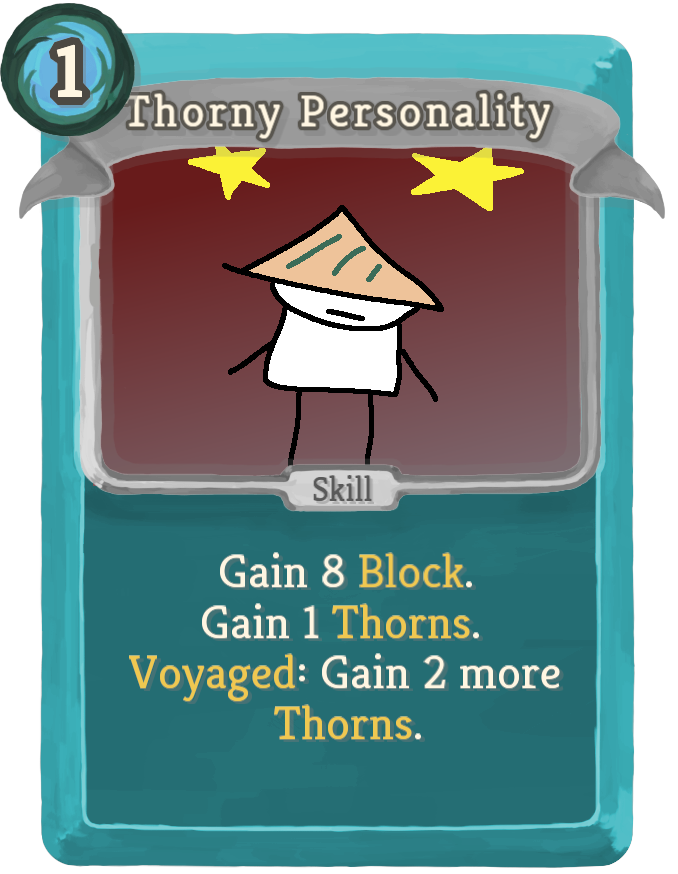 1
Thorny Personality
Skill
Gain 8 Block.
Gain 1 Thorns.
Voyaged: Gain 2 more
Thorns.